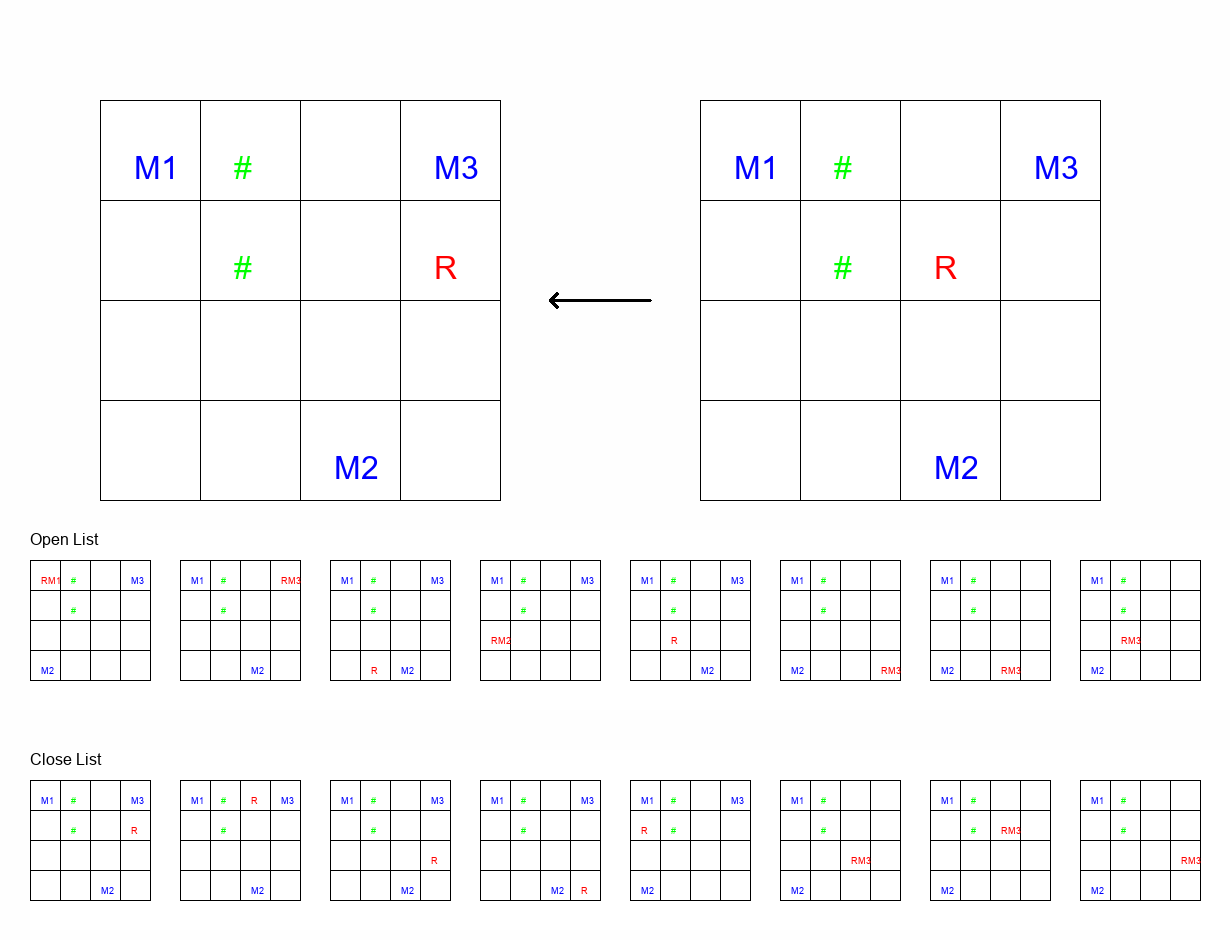 M1 # M3 M1 # M3
# R # R
M2 M2
Open List
RM1 # M3 M1 # RM3 M1 # M3 M1 # M3 M1 # M3 M1 # M1 # M1 #
# # # # # # # #
RM2 R RM3
M2 M2 R M2 M2 M2 RM3 M2 RM3 M2
Close List
M1 # M3 M1 # R M3 M1 # M3 M1 # M3 M1 # M3 M1 # M1 # M1 #
# R # # # R # # # RM3 #
R RM3 RM3
M2 M2 M2 M2 R M2 M2 M2 M2